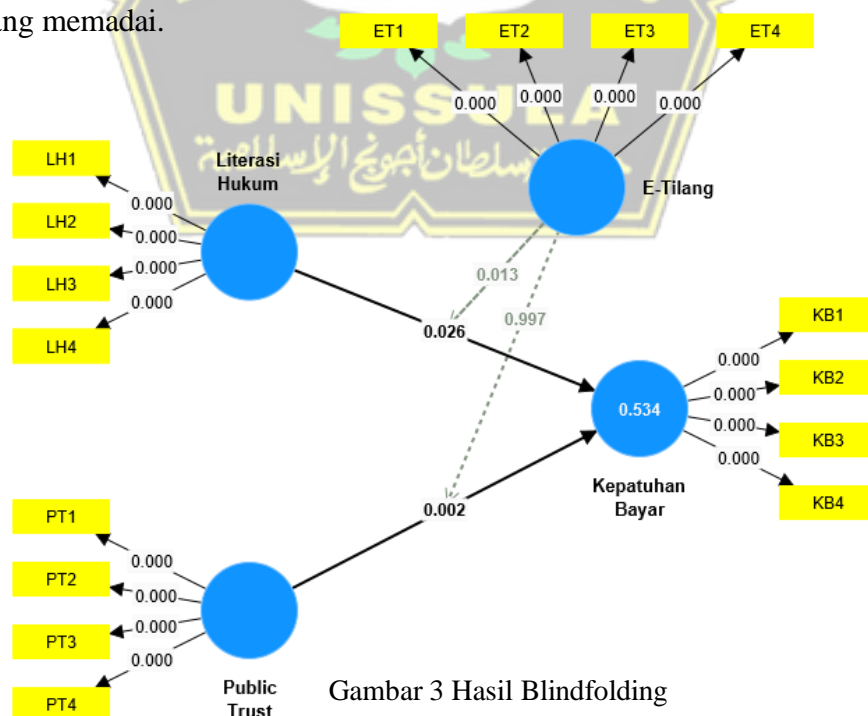 ang memadai.
ET1 ET2 ET3 ET4
0.000 0.000 0.000 0.000
UNISSULA
LH1
LH2
LH3
LH4
0.000
0.000
0.000
0.000
Literasi
Hukum
E-Tilang
0.013
0.997
0.026
0.002
KB1
KB2
KB3
KB4
0.000
0.000
0.000
0.000
0.534
Kepatuhan
Bayar
PT1
PT2
PT3
PT4
0.000
0.000
0.000
0.000
Public
Trust
Gambar 3 Hasil Blindfolding